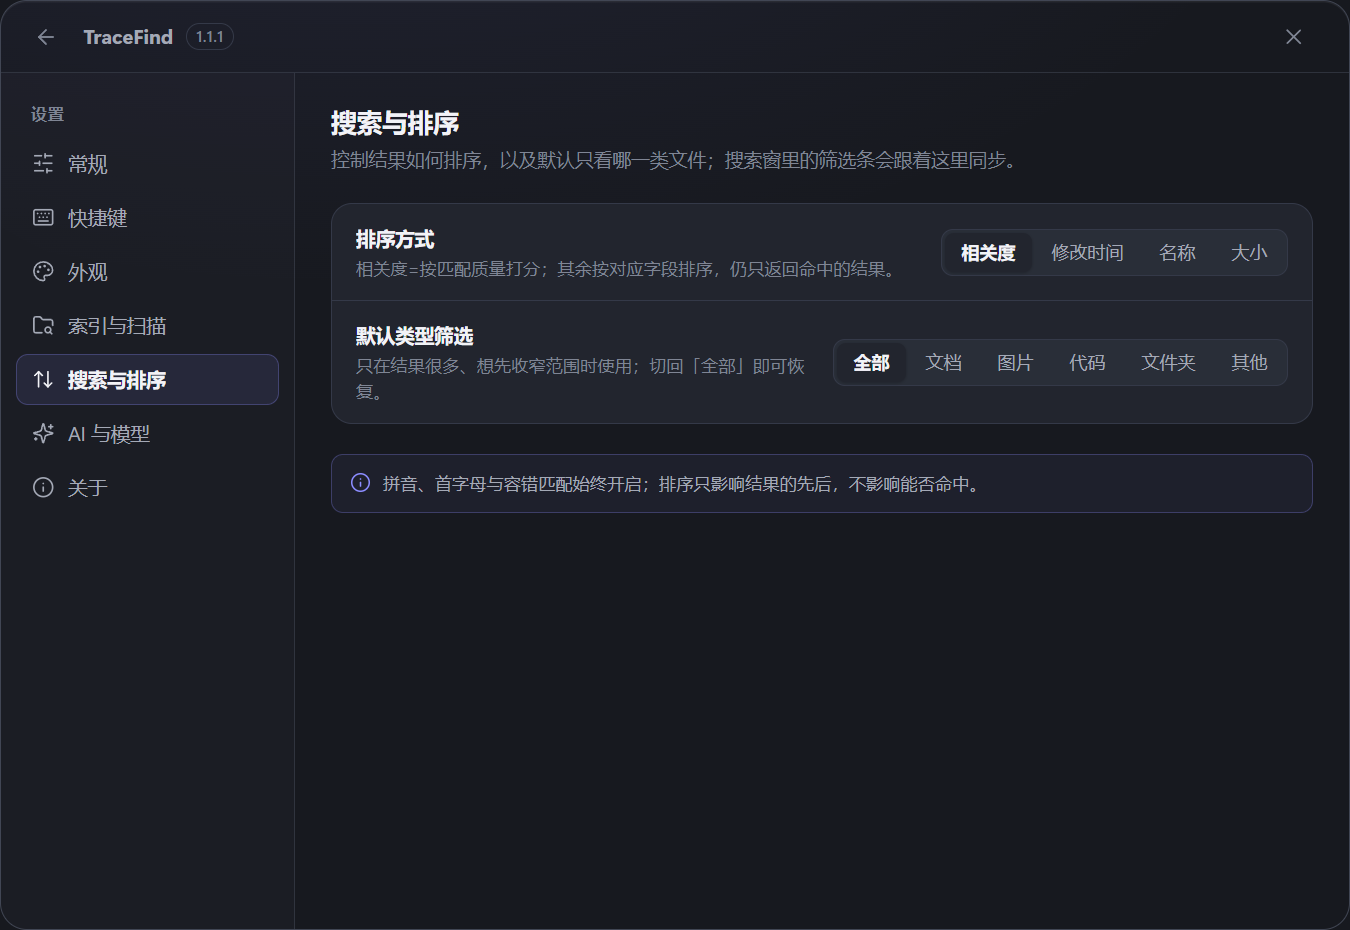 TraceFind 1.1.1
设置
常规
快捷键
外观
索引与扫描
搜索与排序
AI 与模型
关于
搜索与排序
控制结果如何排序，以及默认只看哪一类文件；搜索窗里的筛选条会跟着这里同步。
排序方式
相关度=按匹配质量打分；其余按对应字段排序，仍只返回命中的结果。
相关度 修改时间 名称 大小
默认类型筛选
只在结果很多、想先收窄范围时使用；切回「全部」即可恢
复。
全部 文档 图片 代码 文件夹 其他
拼音、首字母与容错匹配始终开启；排序只影响结果的先后，不影响能否命中。